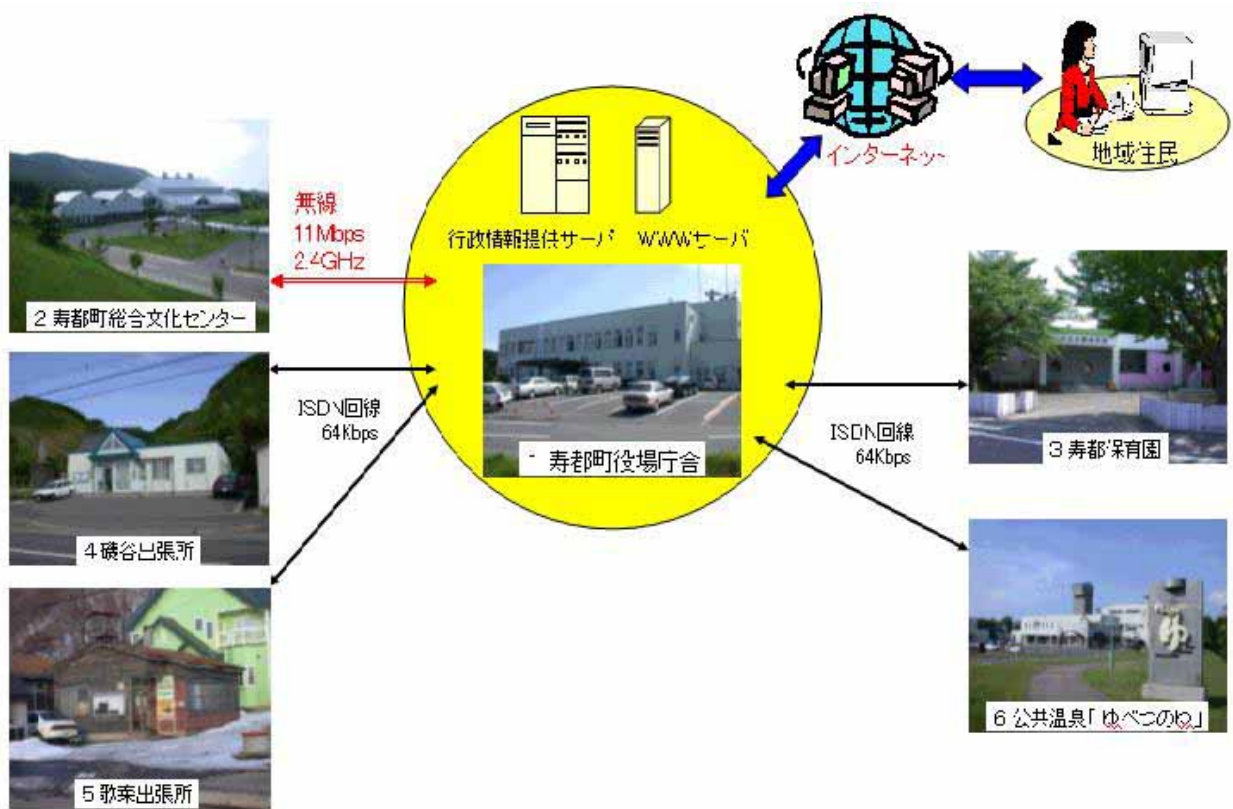 インターネット
地域住民
無線
11Mbps
2.4GHz
行政情報提供サーバ WWWサーバ
2 寿都町総合文化センター
ISDN回線
64Kbps
1 寿都町役場庁舎
ISDN回線
64Kbps
3 寿都保育園
4 磯谷出張所
5 歌棄出張所
ゆ
6 公共温泉「ゆべつのゆ」